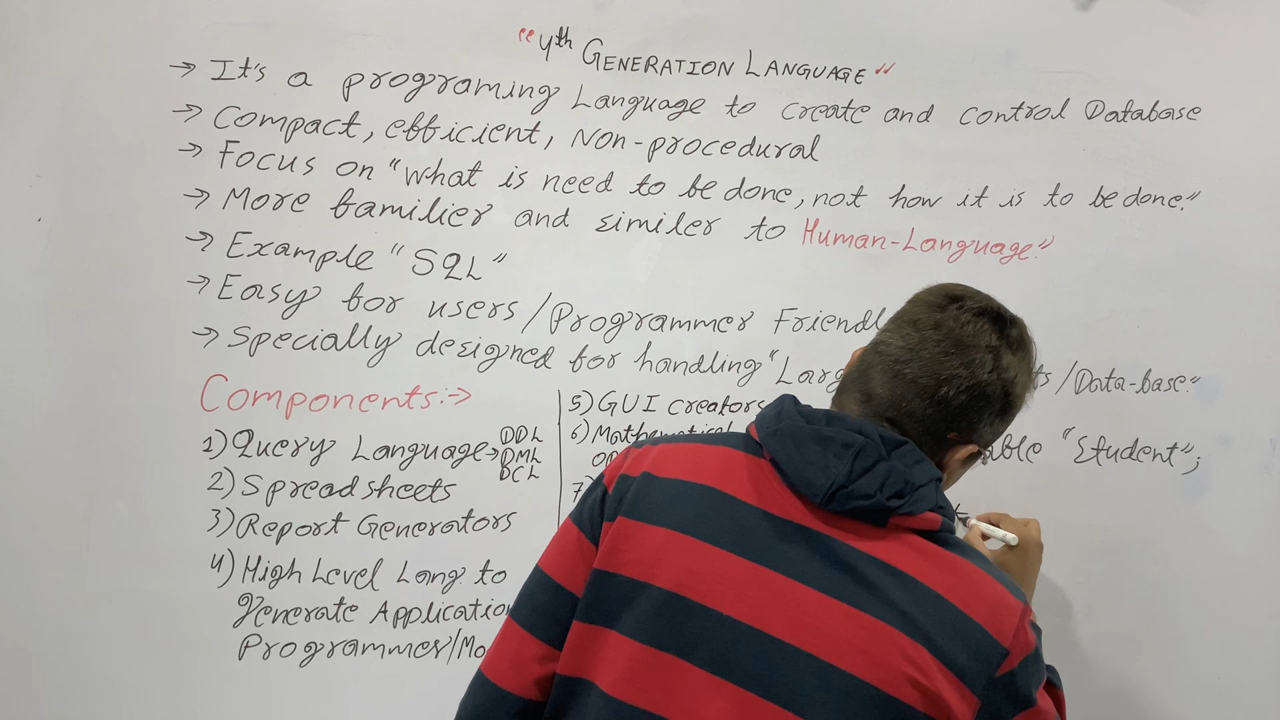 "4th GENERATION LANGUAGE"
→ It's a programing Language to create and control Database
→ Compact, efficient, Non-procedural
→ Focus on "what is need to be done, not how it is to be done."
→ More familier and similer to Human-Language."
→ Example "SQL"
→ Easy for users/Programmer Friendl
→ Specially designed for handling "Larg ts/Data-base."
Components:→
1) Query Language→ DDL
DML
DCL
2) Spreadsheets
3) Report Generators
4) High Level Lang to
generate Application
Programmer/Mo
5) GUI creators
6) Mathematical
7)
able "Student";